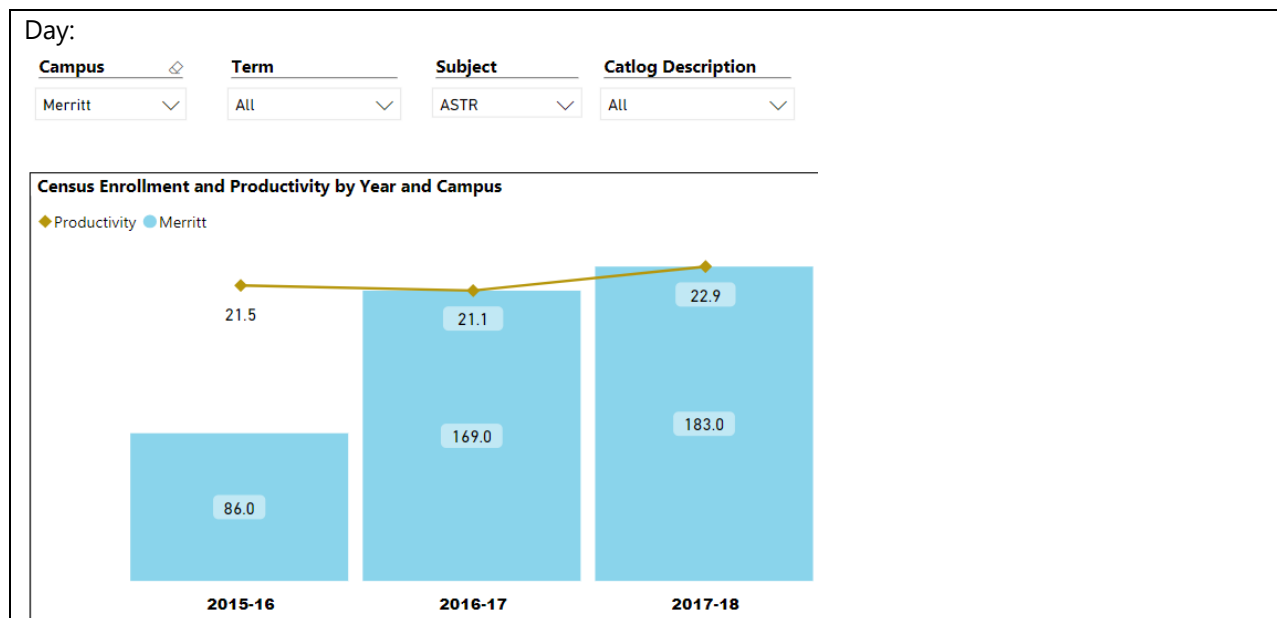 Day:
Campus Term Subject Catlog Description
Merritt All ASTR All
Census Enrollment and Productivity by Year and Campus
Productivity Merritt
22.9
21.5 21.1
183.0
169.0
86.0
2015-16 2016-17 2017-18